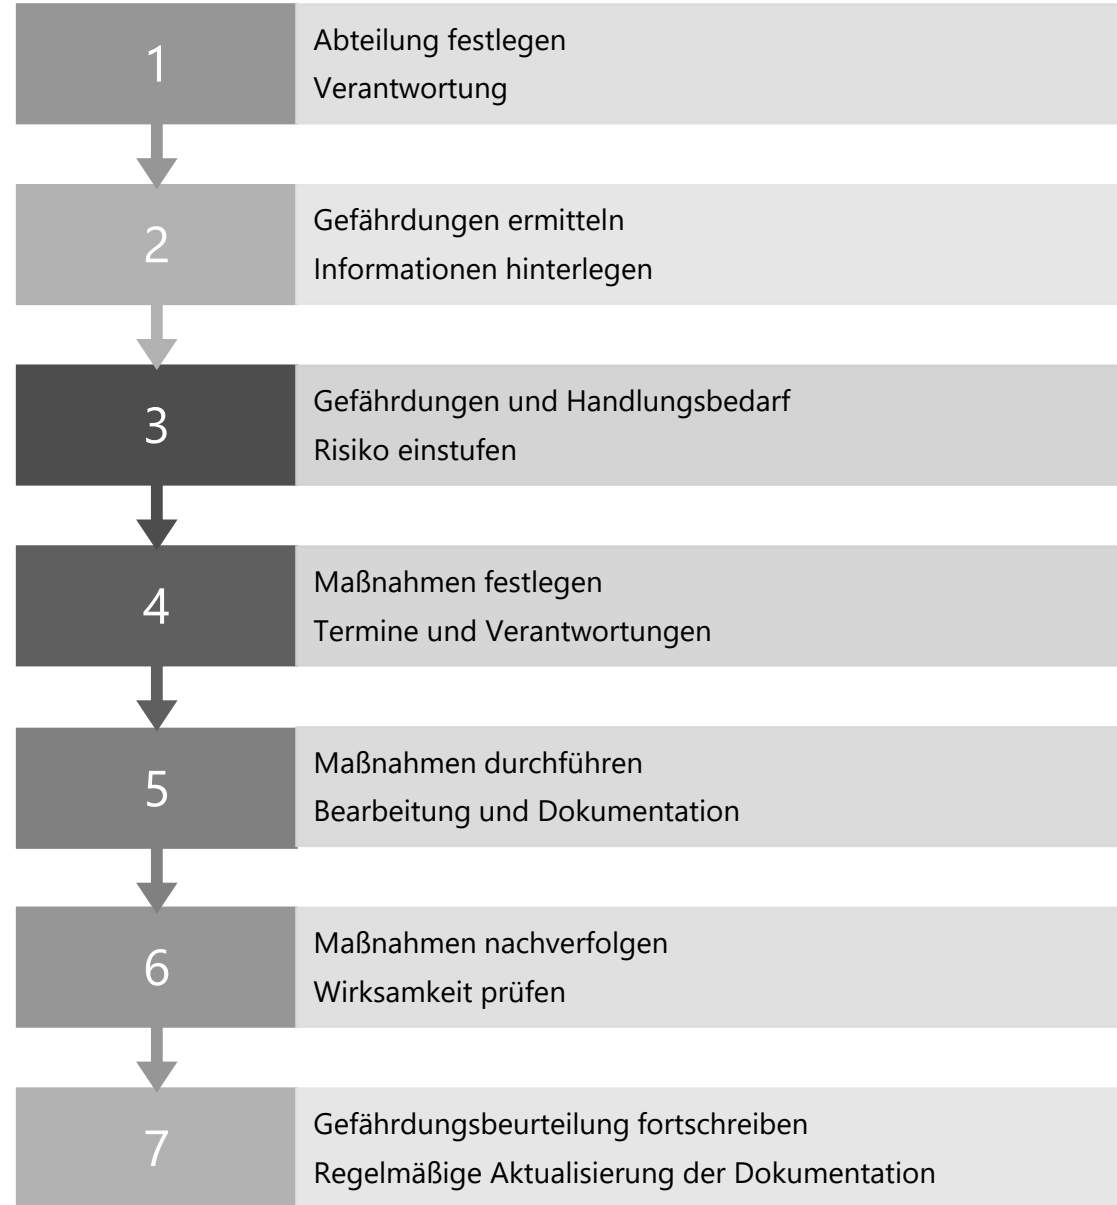 1
Abteilung festlegen
Verantwortung
2
Gefährdungen ermitteln
Informationen hinterlegen
3
Gefährdungen und Handlungsbedarf
Risiko einstufen
4
Maßnahmen festlegen
Termine und Verantwortungen
5
Maßnahmen durchführen
Bearbeitung und Dokumentation
6
Maßnahmen nachverfolgen
Wirksamkeit prüfen
7
Gefährdungsbeurteilung fortschreiben
Regelmäßige Aktualisierung der Dokumentation